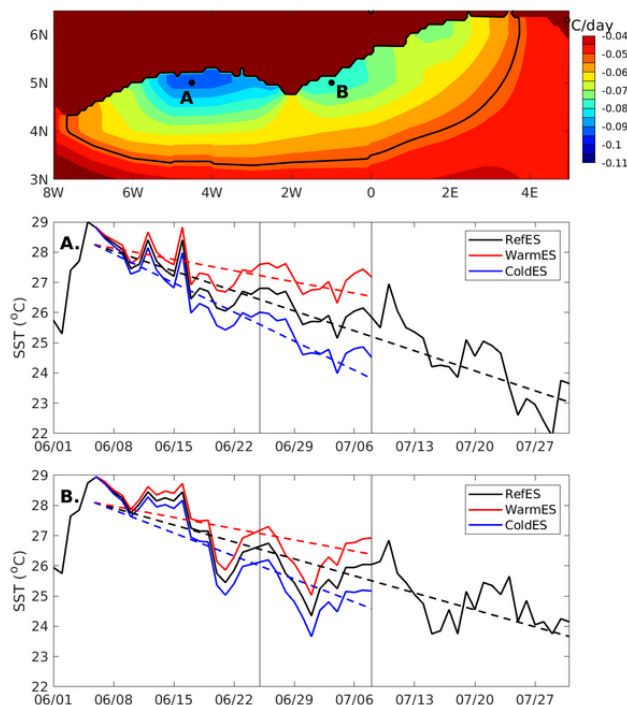 °C/day
6N
5N
4N
3N
A
B
8W 6W 4W 2W 0 2E 4E
-0.04
-0.05
-0.06
-0.07
-0.08
-0.09
-0.10
-0.11
A.
SST (°C)
29
28
27
26
25
24
23
22
RefES
WarmES
ColdES
06/01 06/08 06/15 06/22 06/29 07/06 07/13 07/20 07/27
B.
SST (°C)
29
28
27
26
25
24
23
22
RefES
WarmES
ColdES
06/01 06/08 06/15 06/22 06/29 07/06 07/13 07/20 07/27